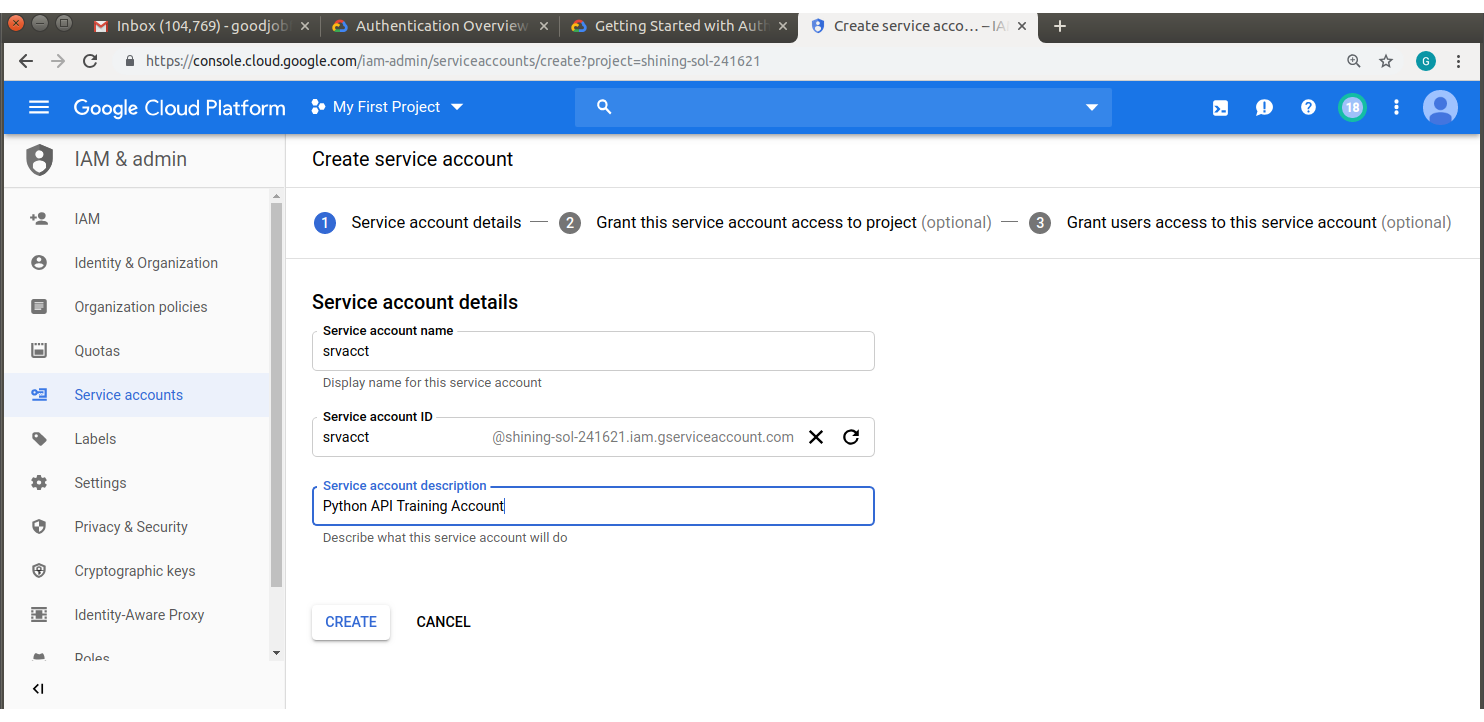 Inbox (104,769) - goodjob
Authentication Overview
Getting Started with Auth
Create service acco… – IA
https://console.cloud.google.com/iam-admin/serviceaccounts/create?project=shining-sol-241621
G
Google Cloud Platform
My First Project
18
IAM & admin
Create service account
IAM
Identity & Organization
Organization policies
Quotas
Service accounts
Labels
Settings
Privacy & Security
Cryptographic keys
Identity-Aware Proxy
Roles
1 Service account details
2 Grant this service account access to project (optional)
3 Grant users access to this service account (optional)
Service account details
Service account name
srvacct
Display name for this service account
Service account ID
srvacct @shining-sol-241621.iam.gserviceaccount.com
Service account description
Python API Training Account
Describe what this service account will do
CREATE CANCEL